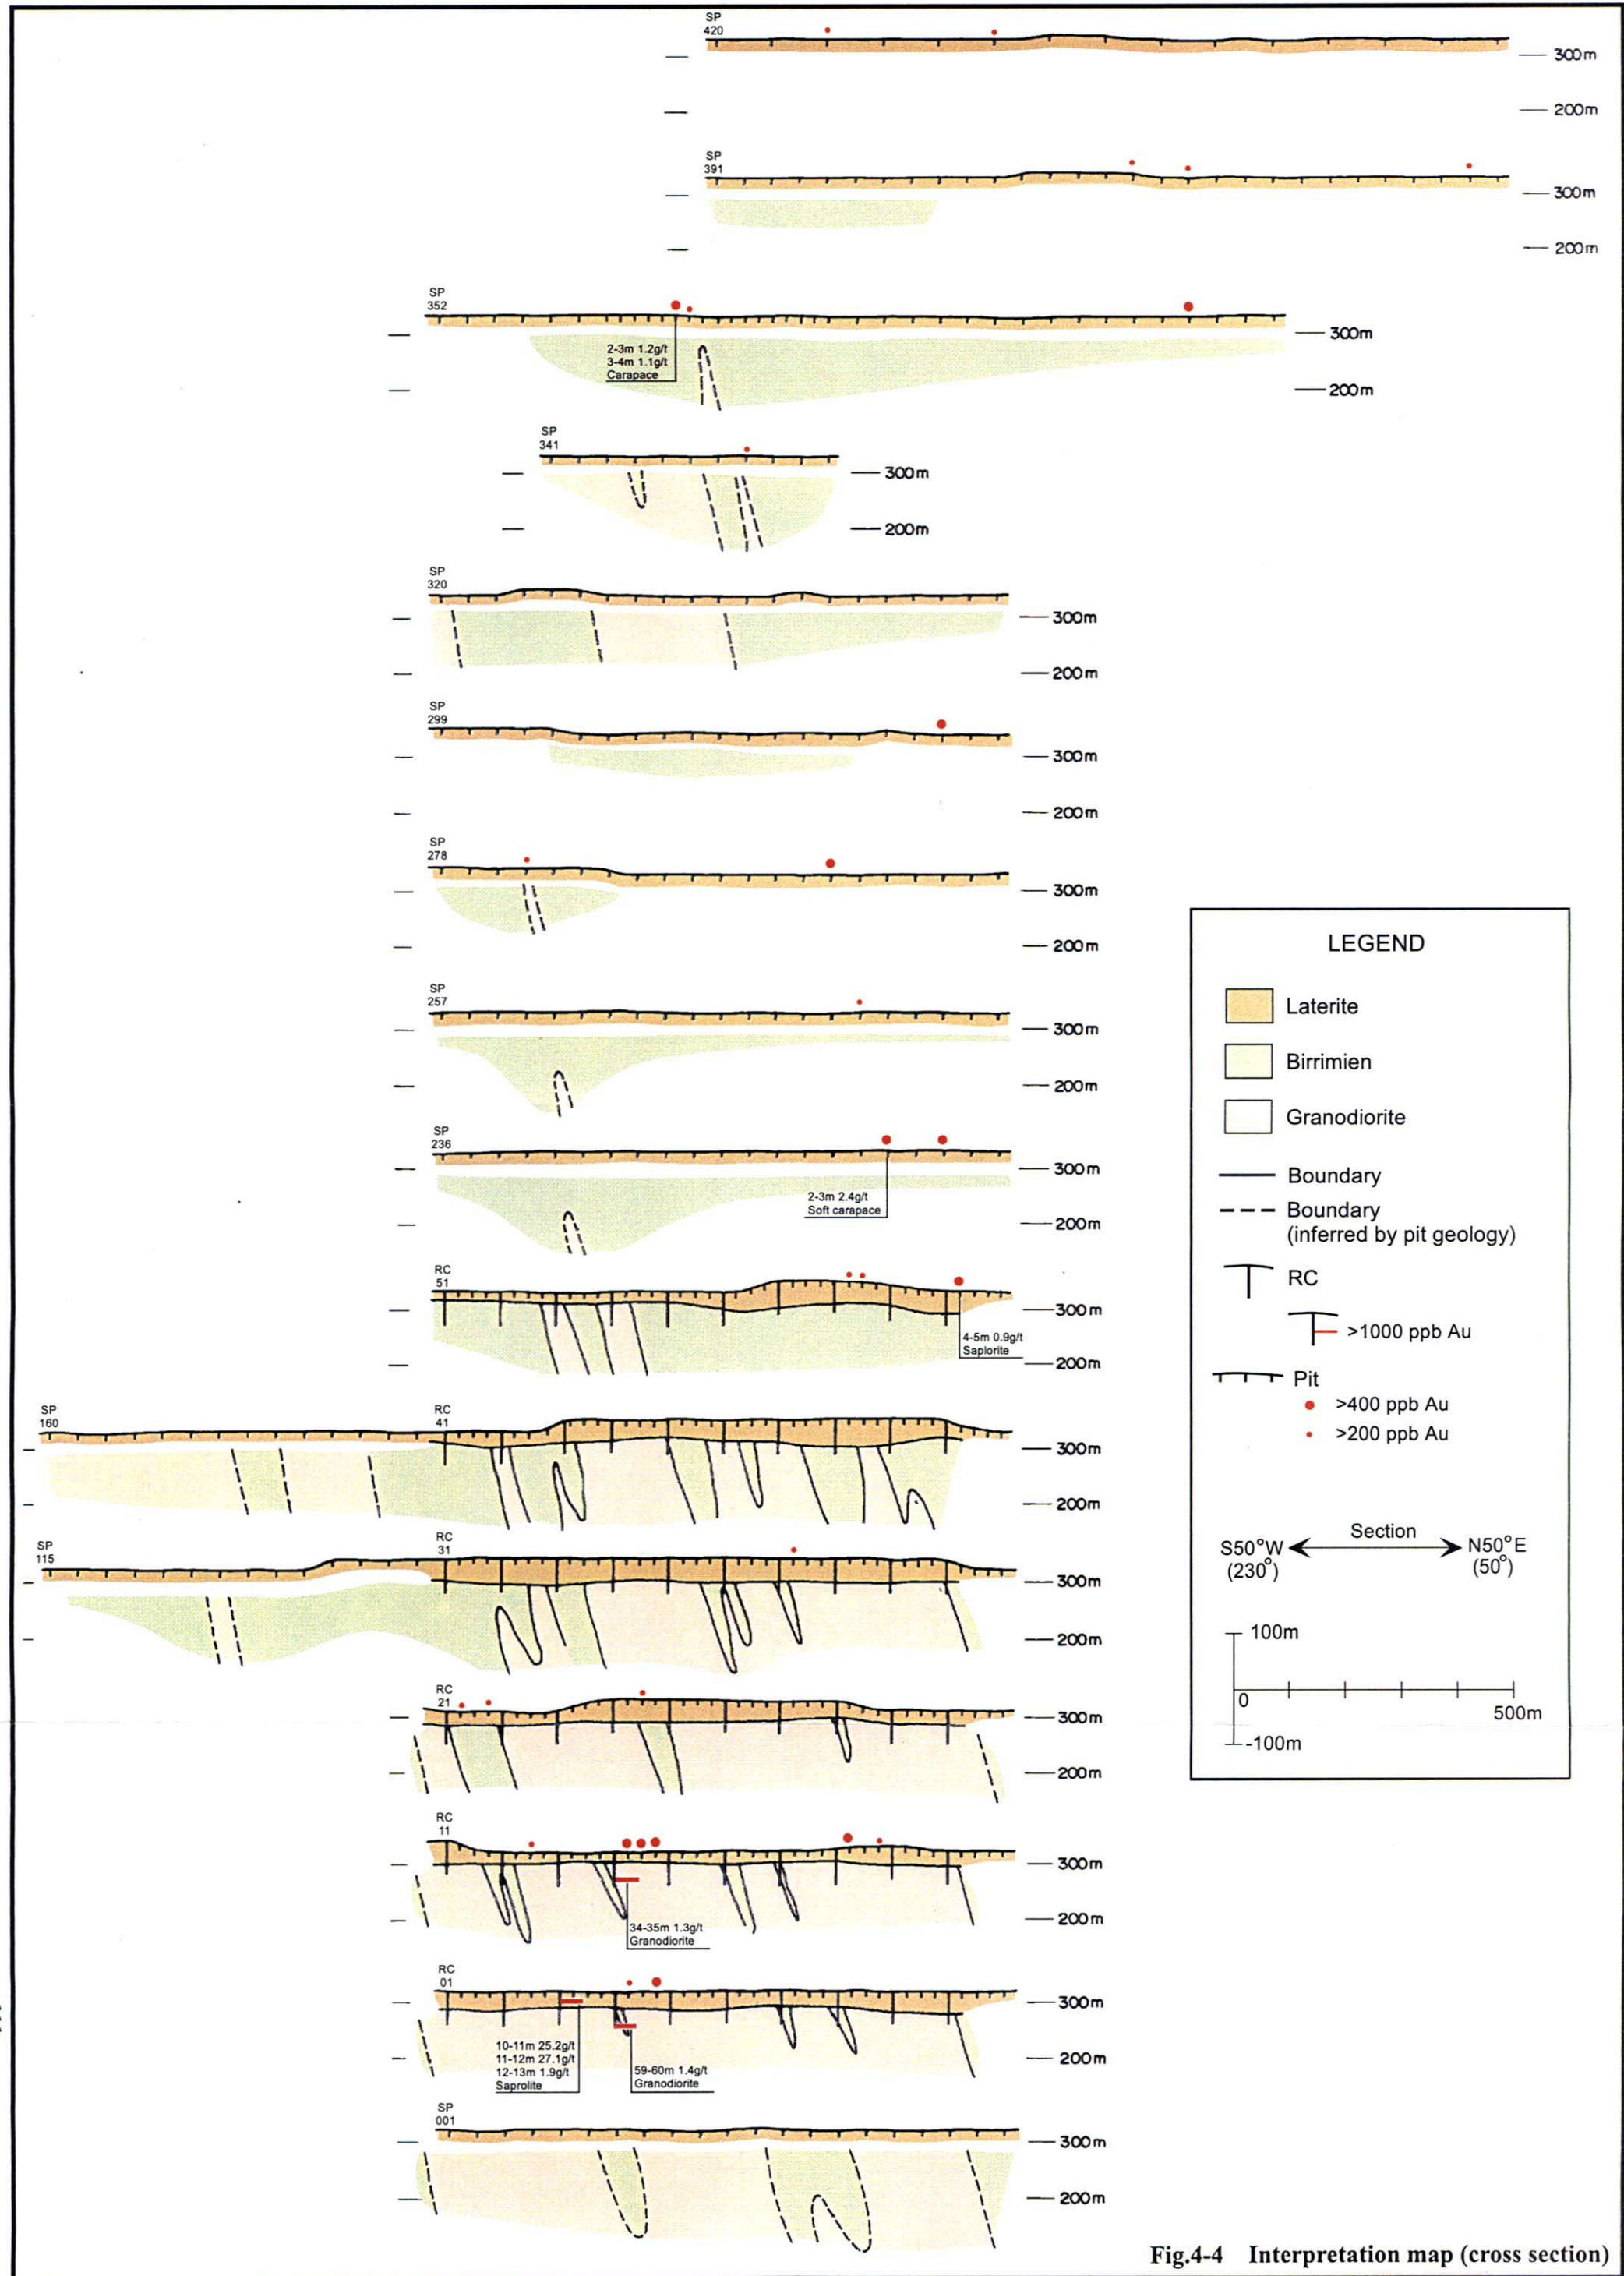 SP
420
300m
200m
SP
391
300m
200m
SP
352
2-3m 1.2g/t
3-4m 1.1g/t
Carapace
300m
200m
SP
341
300m
200m
SP
320
300m
200m
SP
299
300m
200m
SP
278
300m
200m
SP
257
300m
200m
SP
236
2-3m 2.4g/t
Soft carapace
300m
200m
RC
51
4-5m 0.9g/t
Saplorite
300m
200m
SP
160
RC
41
300m
200m
SP
115
RC
31
300m
200m
RC
21
300m
200m
RC
11
34-35m 1.3g/t
Granodiorite
300m
200m
RC
01
10-11m 25.2g/t
11-12m 27.1g/t
12-13m 1.9g/t
Saprolite
59-60m 1.4g/t
Granodiorite
300m
200m
SP
001
300m
200m
LEGEND
Laterite
Birrimien
Granodiorite
Boundary
Boundary
(inferred by pit geology)
RC
>1000 ppb Au
Pit
>400 ppb Au
>200 ppb Au
Section
S50°W N50°E
(230°) (50°)
100m
0
500m
-100m
Fig.4-4 Interpretation map (cross section)